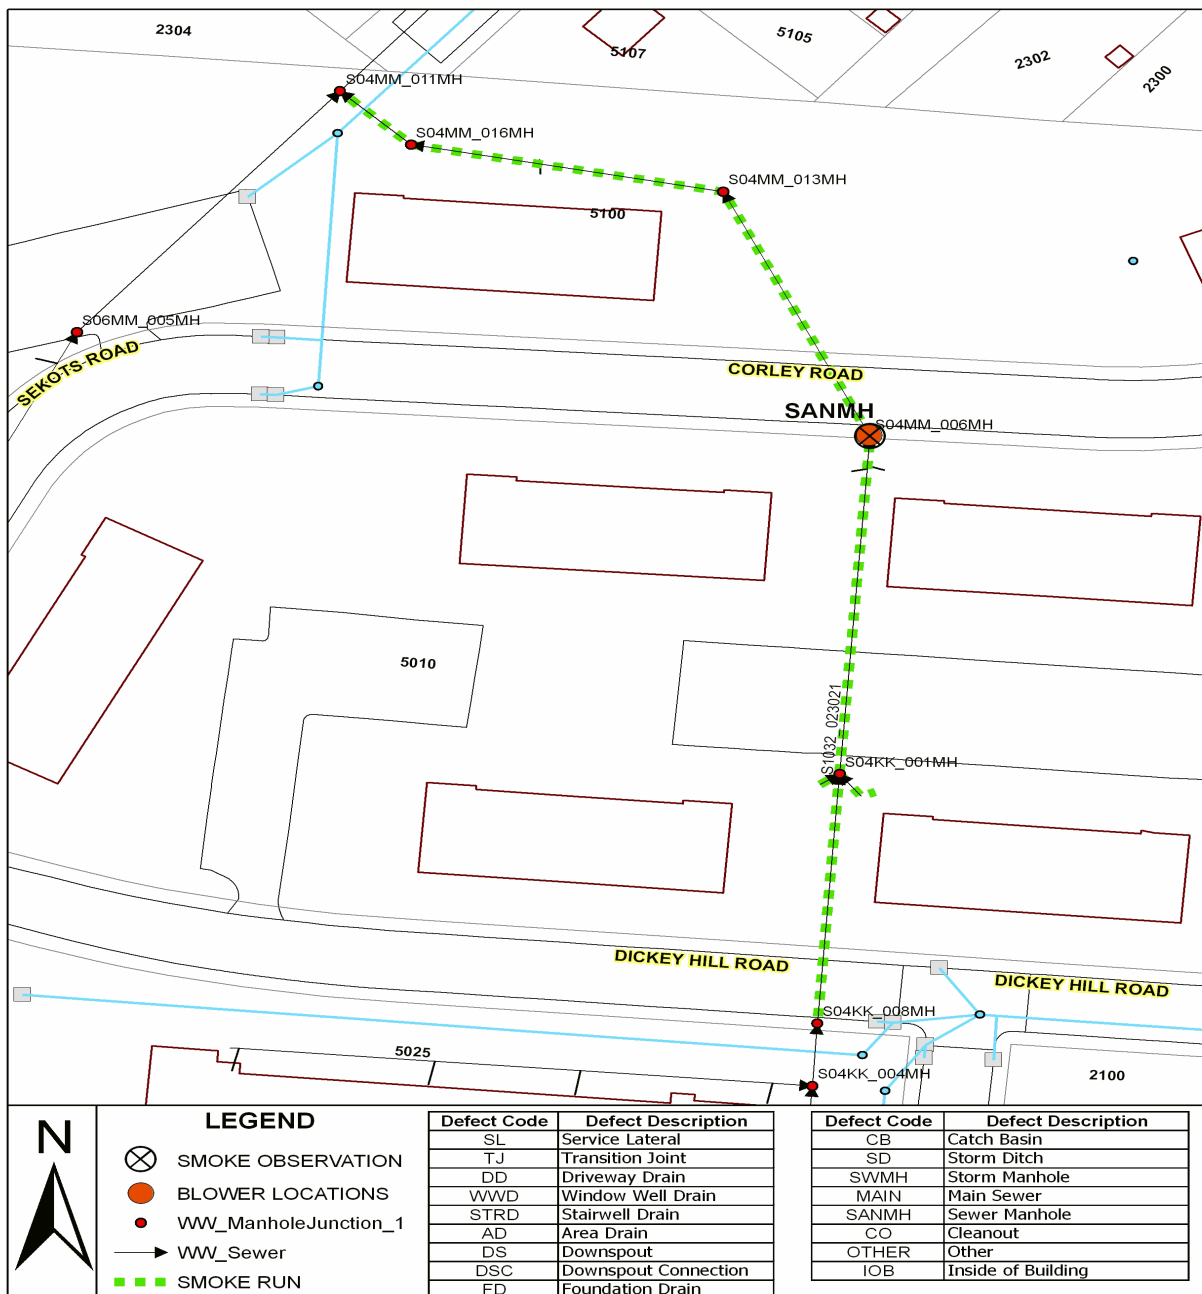 2304
5107
5105
2302
2300
S04MM_011MH
S04MM_016MH
S04MM_013MH
5100
S06MM_005MH
SEKOTS ROAD
CORLEY ROAD
SANMH
S04MM_006MH
5010
S1032_023021
S04KK_001MH
DICKEY HILL ROAD
DICKEY HILL ROAD
S04KK_008MH
5025
S04KK_004MH
2100
N
LEGEND
SMOKE OBSERVATION
BLOWER LOCATIONS
WW_ManholeJunction_1
WW_Sewer
SMOKE RUN
Defect Code Defect Description
SL Service Lateral
TJ Transition Joint
DD Driveway Drain
WWD Window Well Drain
STRD Stairwell Drain
AD Area Drain
DS Downspout
DSC Downspout Connection
FD Foundation Drain
Defect Code Defect Description
CB Catch Basin
SD Storm Ditch
SWMH Storm Manhole
MAIN Main Sewer
SANMH Sewer Manhole
CO Cleanout
OTHER Other
IOB Inside of Building